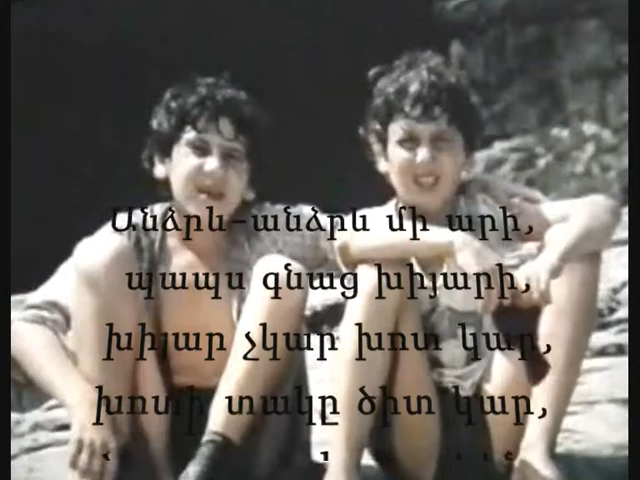 Անձրև-անձրև մի արի,
պապս գնաց խիյարի,
խիյար չկար խոտ կար,
խոտի տակը ծիտ կար,